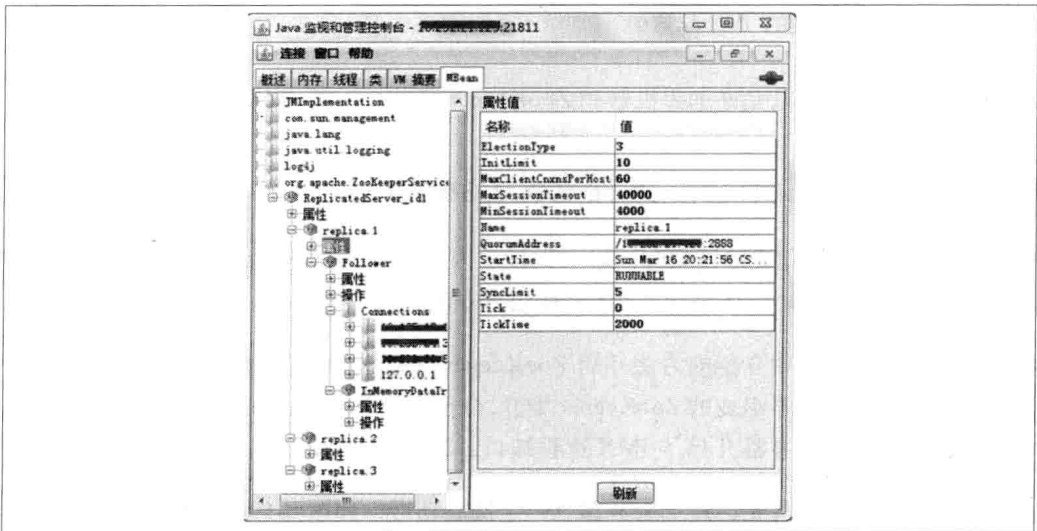 Java 监视和管理控制台 - :21811
连接 窗口 帮助
概述 内存 线程 类 VM 摘要 MBean
JMImplementation
com.sun.management
java.lang
java.util.logging
log4j
org.apache.ZooKeeperService
ReplicatedServer_id1
属性
replica.1
属性
Follower
属性
操作
Connections
127.0.0.1
InMemoryDataTr
属性
操作
replica.2
属性
replica.3
属性
属性值
名称 值
ElectionType 3
InitLimit 10
MaxClientCnxnsPerHost 60
MaxSessionTimeout 40000
MinSessionTimeout 4000
Name replica.1
QuorumAddress :2888
StartTime Sun Mar 16 20:21:56 CS...
State RUNNABLE
SyncLimit 5
Tick 0
TickTime 2000
刷新